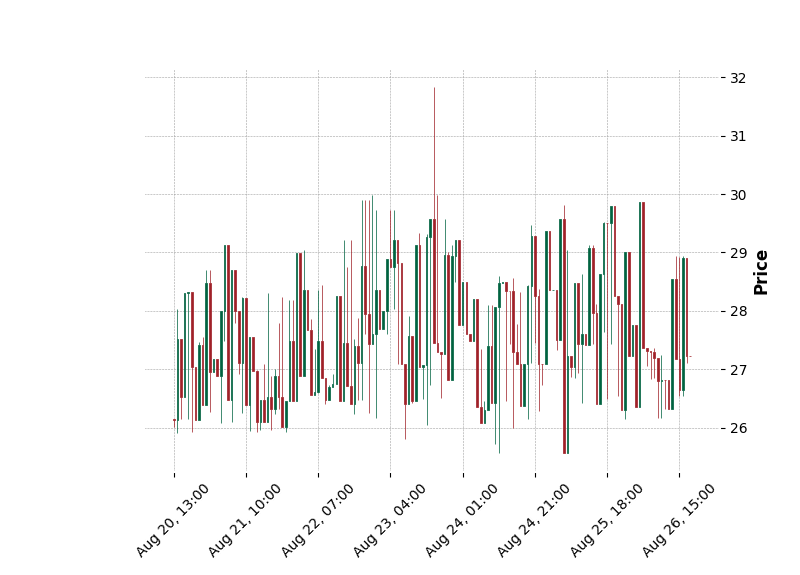 32
31
30
29
28
27
26
Price
Aug 20, 13:00
Aug 21, 10:00
Aug 22, 07:00
Aug 23, 04:00
Aug 24, 01:00
Aug 24, 21:00
Aug 25, 18:00
Aug 26, 15:00